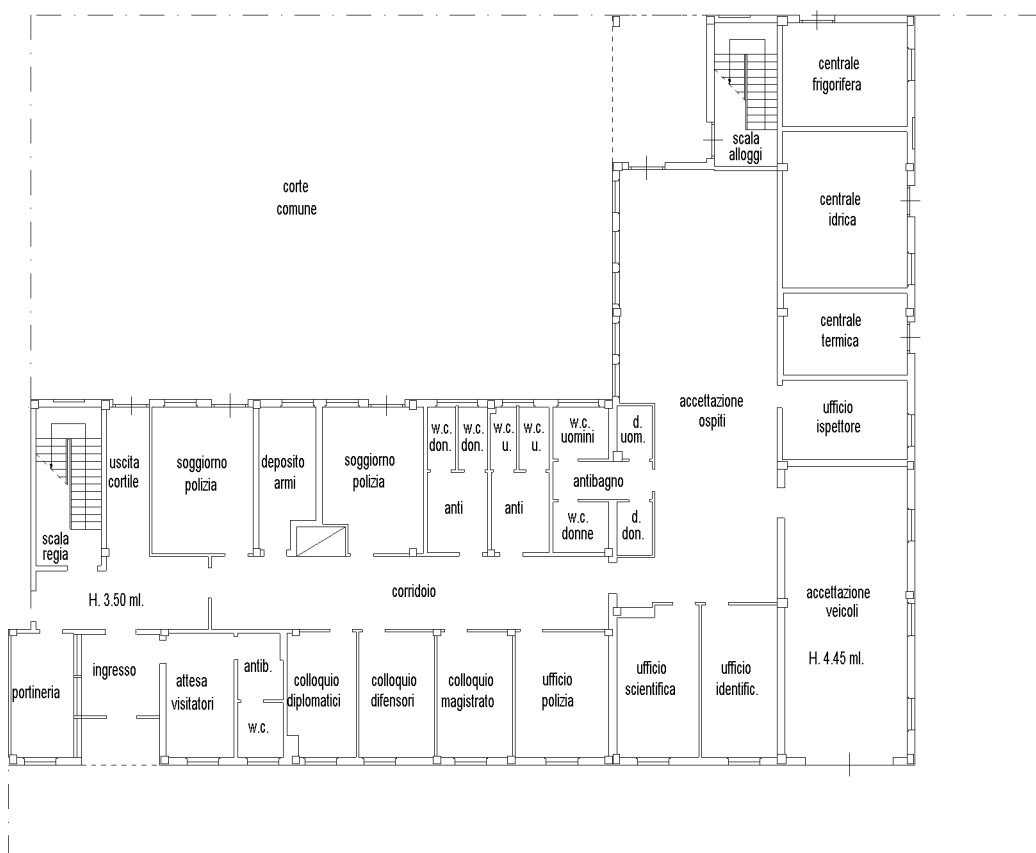 centrale
frigorifera
scala
alloggi
corte
comune
centrale
idrica
centrale
termica
accettazione
ospiti
ufficio
ispettore
w.c.
don.
w.c.
don.
w.c.
u.
w.c.
u.
w.c.
uomini
d.
uom.
uscita
cortile
soggiorno
polizia
deposito
armi
soggiorno
polizia
antibagno
anti
anti
w.c.
donne
d.
don.
scala
regia
H. 3.50 ml.
corridoio
accettazione
veicoli
H. 4.45 ml.
portineria
ingresso
attesa
visitatori
antib.
w.c.
colloquio
diplomatici
colloquio
difensori
colloquio
magistrato
ufficio
polizia
ufficio
scientifica
ufficio
identific.